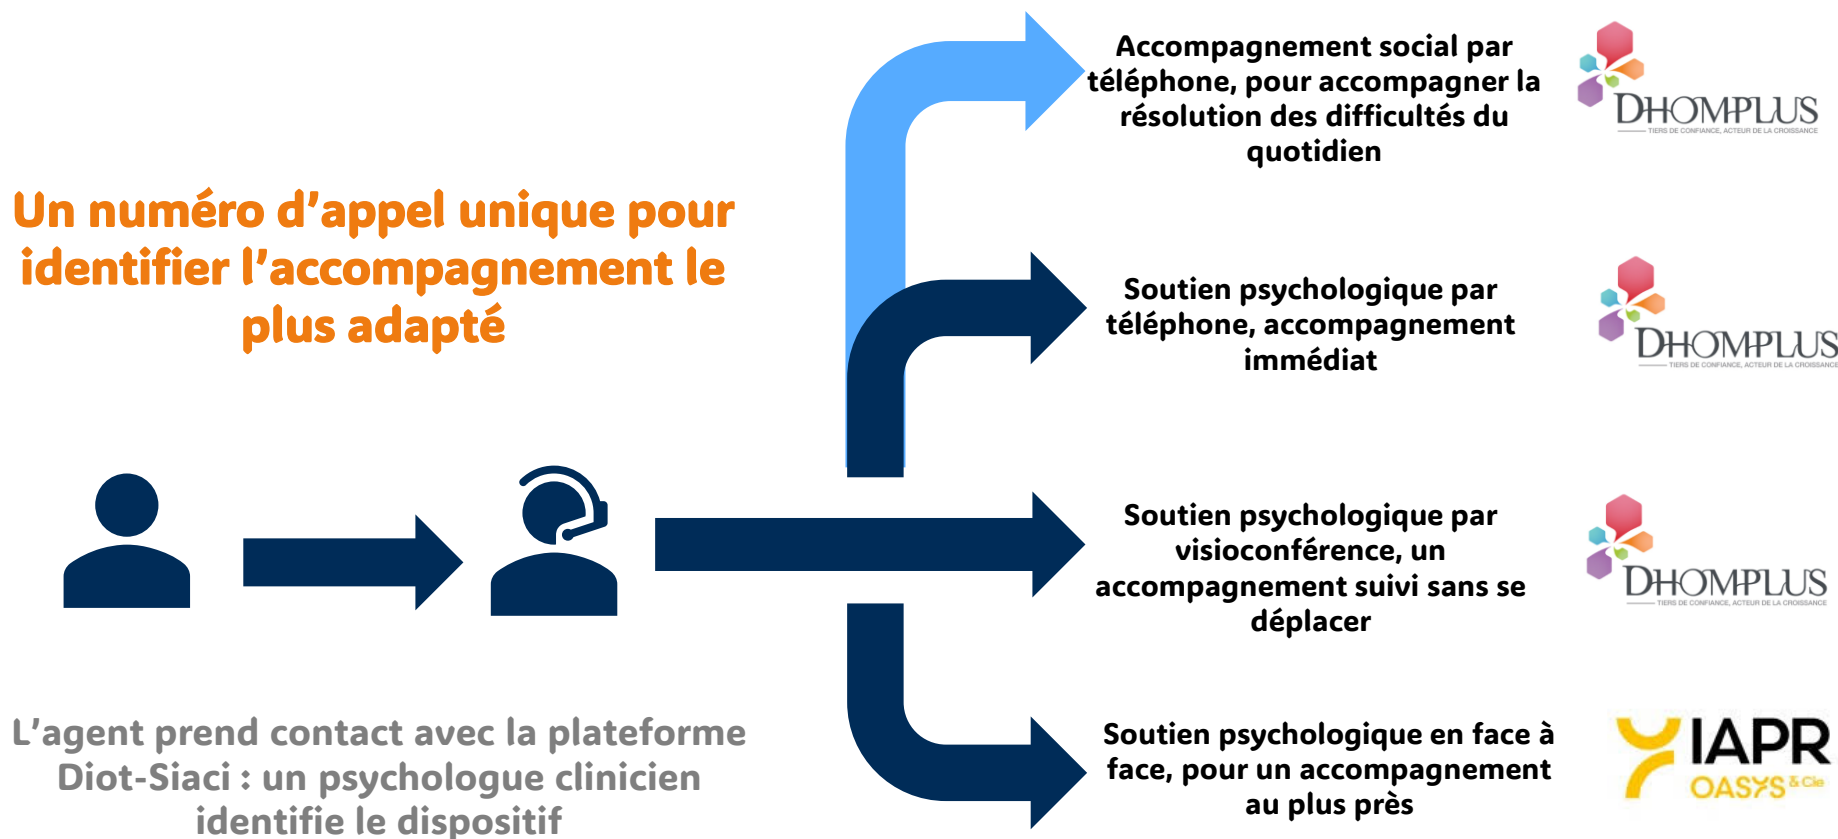 Un numéro d’appel unique pour
identifier l’accompagnement le
plus adapté
L’agent prend contact avec la plateforme
Diot-Siaci : un psychologue clinicien
identifie le dispositif
Accompagnement social par
téléphone, pour accompagner la
résolution des difficultés du
quotidien
DHOMPLUS
TIERS DE CONFIANCE, ACTEUR DE LA CROISSANCE
Soutien psychologique par
téléphone, accompagnement
immédiat
DHOMPLUS
TIERS DE CONFIANCE, ACTEUR DE LA CROISSANCE
Soutien psychologique par
visioconférence, un
accompagnement suivi sans se
déplacer
DHOMPLUS
TIERS DE CONFIANCE, ACTEUR DE LA CROISSANCE
Soutien psychologique en face à
face, pour un accompagnement
au plus près
IAPR
OASYS & Cie